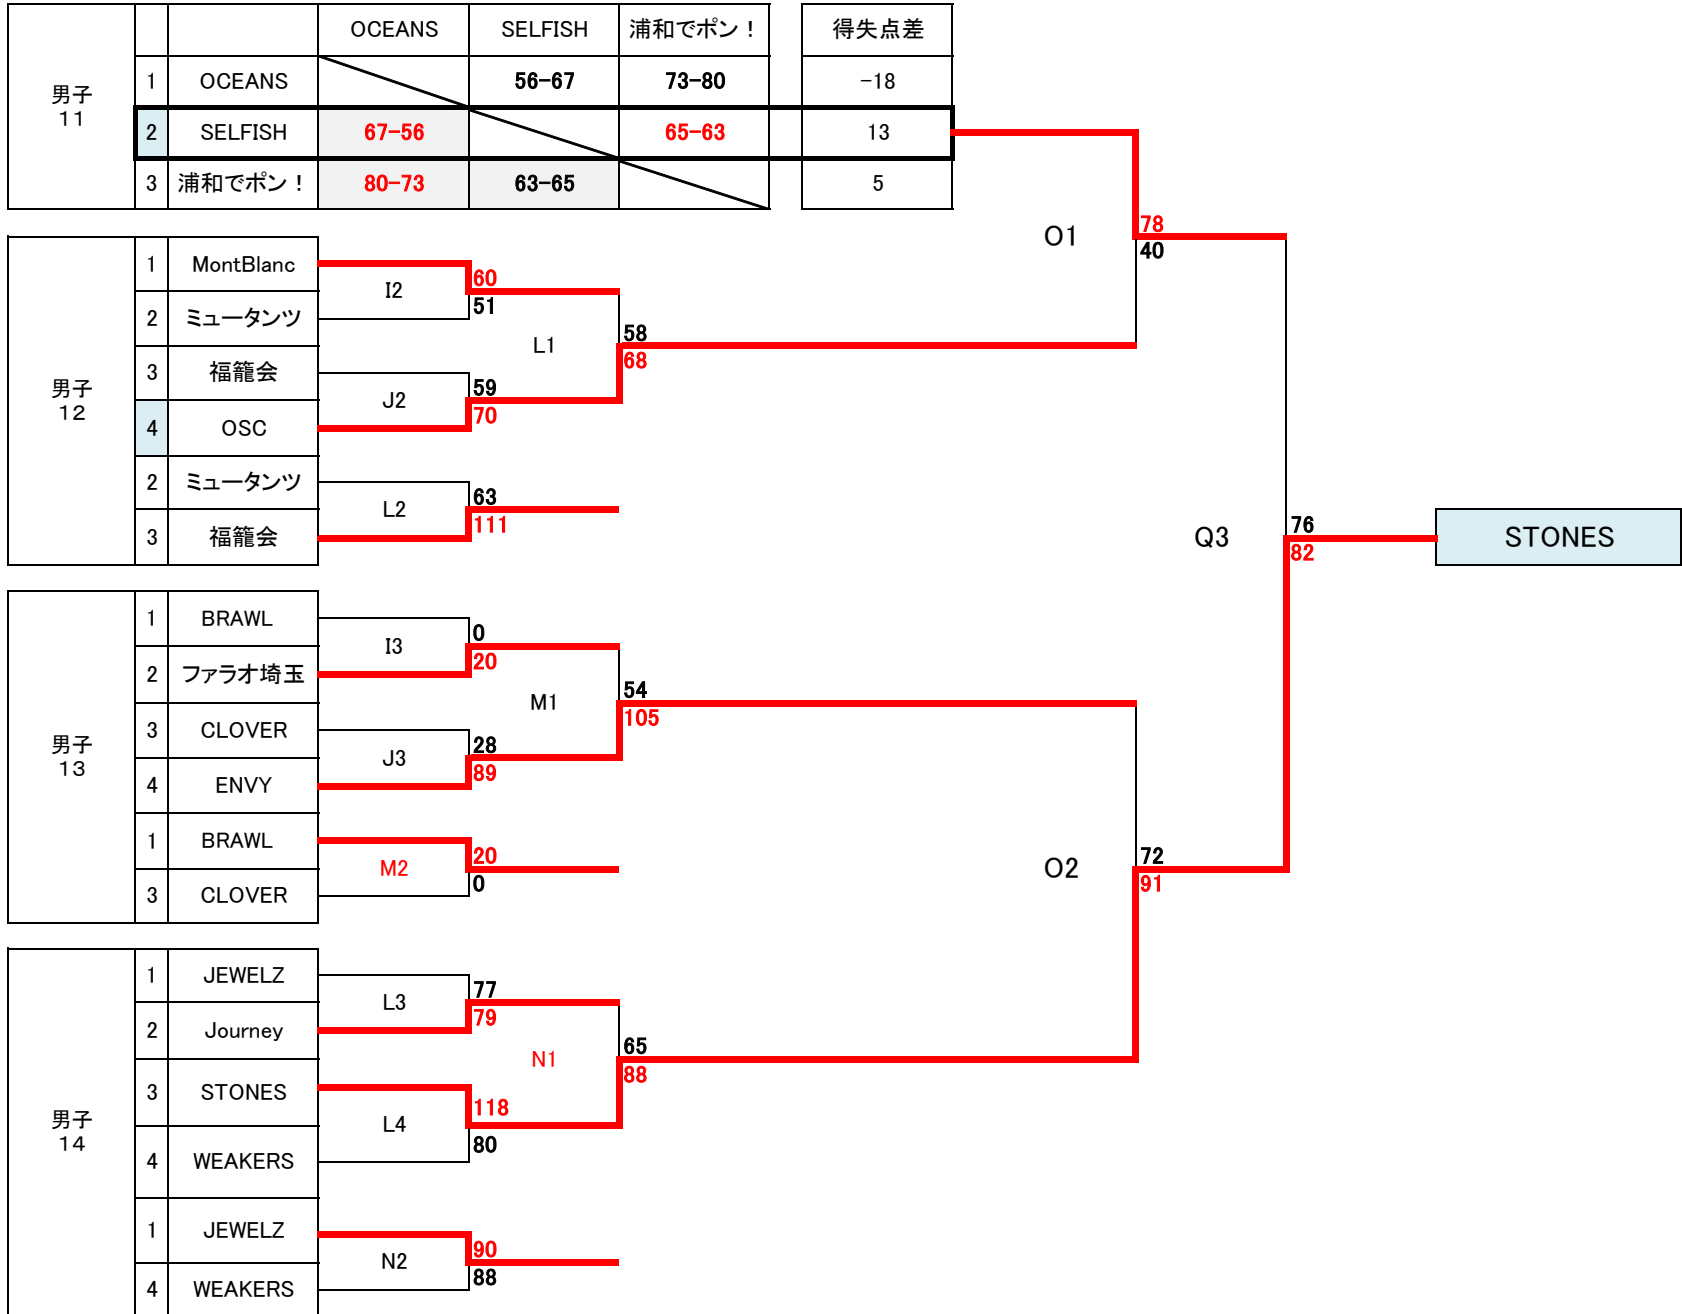 OCEANS SELFISH 浦和でポン！ 得失点差
男子
11
1 OCEANS 56-67 73-80 -18
2 SELFISH 67-56 65-63 13
3 浦和でポン！ 80-73 63-65 5
O1
78
40
男子
12
1 MontBlanc
I2
60
51
2 ミュータンツ
L1
58
68
3 福籠会
J2
59
70
4 OSC
2 ミュータンツ
L2
63
111
3 福籠会
Q3
76
82
STONES
男子
13
1 BRAWL
I3
0
20
2 ファラオ埼玉
M1
54
105
3 CLOVER
J3
28
89
4 ENVY
1 BRAWL
M2
20
0
3 CLOVER
O2
72
91
男子
14
1 JEWELZ
L3
77
79
2 Journey
N1
65
88
3 STONES
L4
118
80
4 WEAKERS
1 JEWELZ
N2
90
88
4 WEAKERS